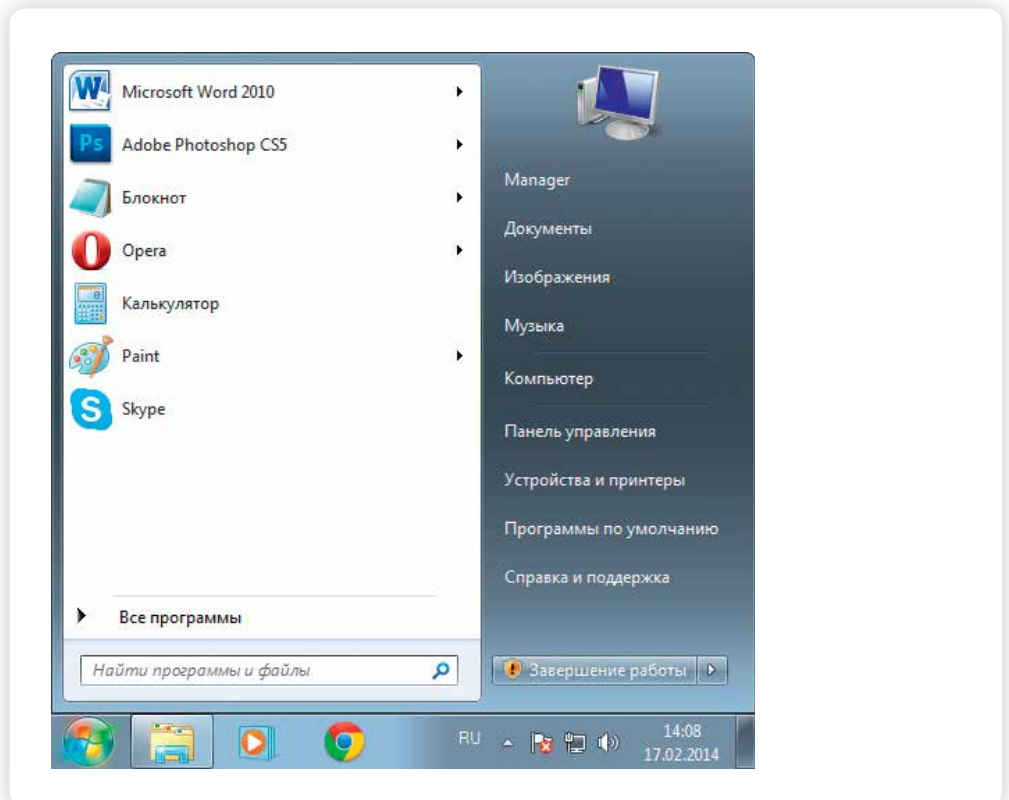 Microsoft Word 2010
Adobe Photoshop CS5
Блокнот
Opera
Калькулятор
Paint
Skype
Все программы
Найти программы и файлы
Manager
Документы
Изображения
Музыка
Компьютер
Панель управления
Устройства и принтеры
Программы по умолчанию
Справка и поддержка
Завершение работы
RU
14:08
17.02.2014